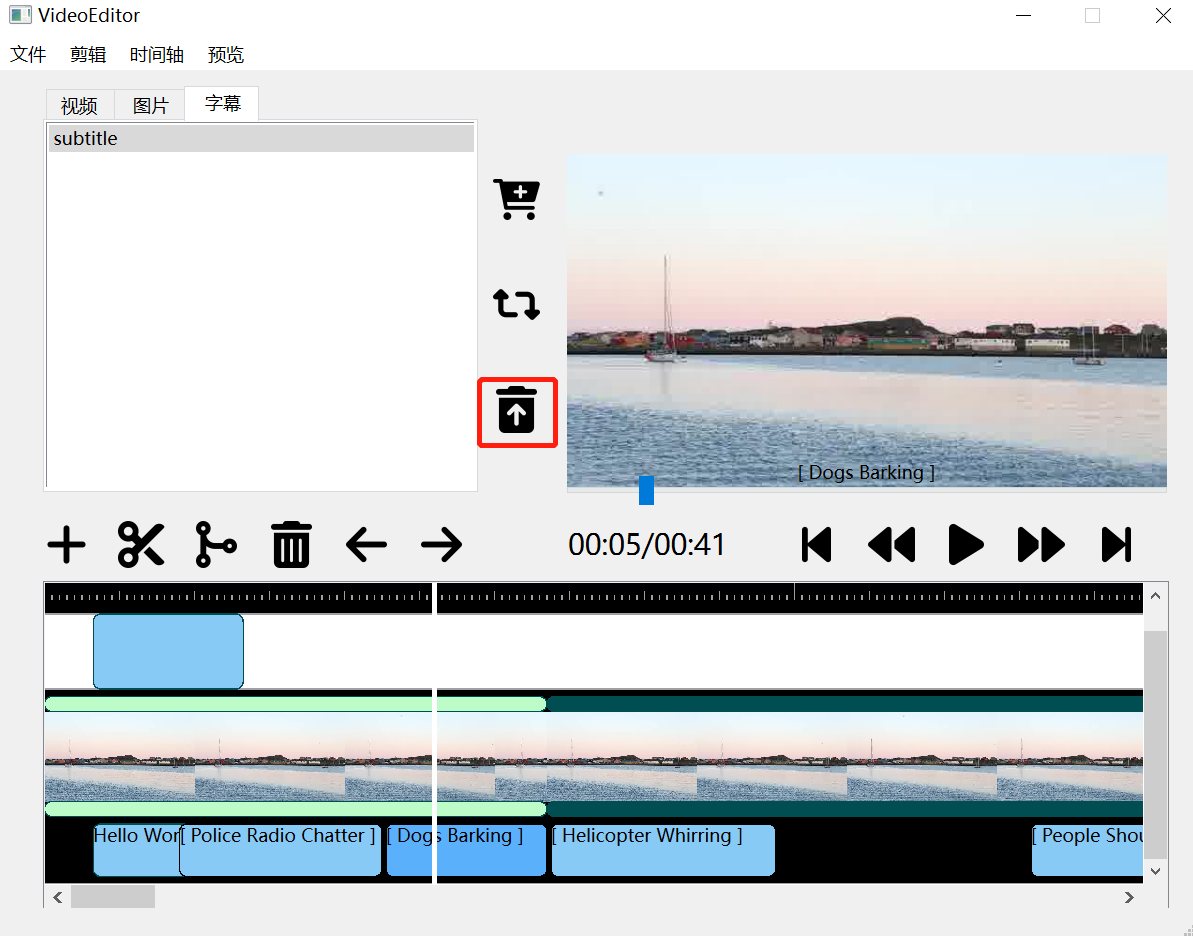 VideoEditor
文件 剪辑 时间轴 预览
视频 图片 字幕
subtitle
[ Dogs Barking ]
00:05/00:41
Hello Wor [ Police Radio Chatter ] [ Dogs Barking ] [ Helicopter Whirring ] [ People Shou